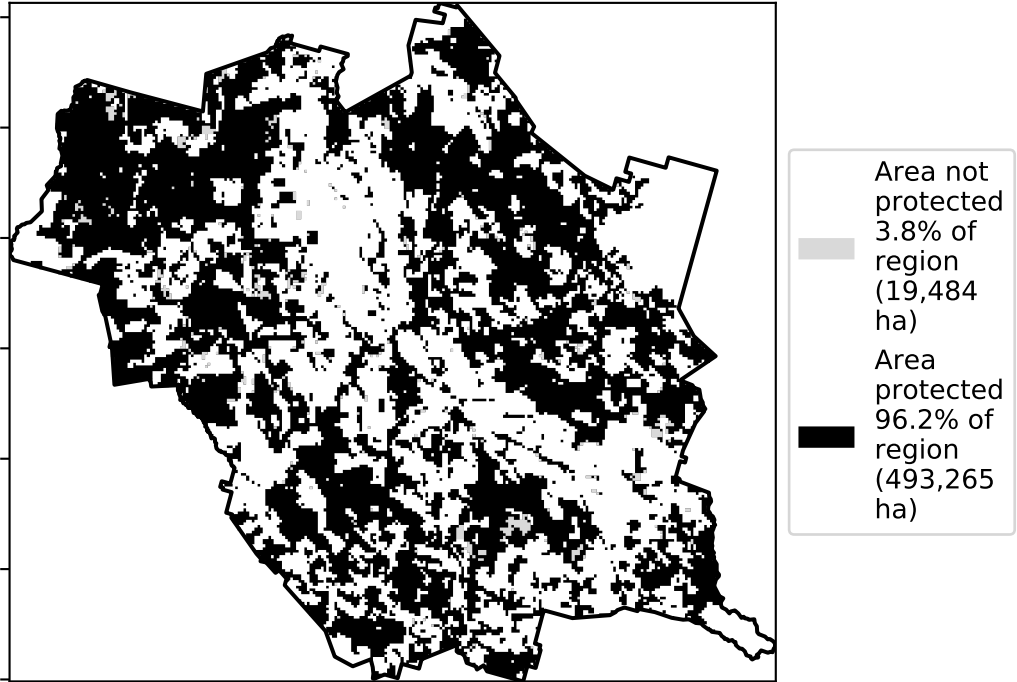 Area not
protected
3.8% of
region
(19,484
ha)
Area
protected
96.2% of
region
(493,265
ha)